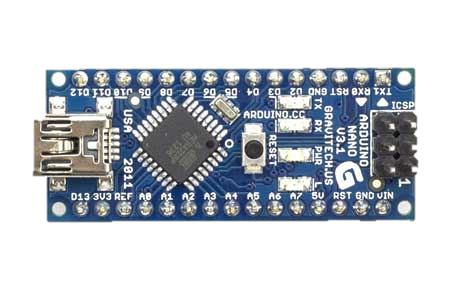 D12 D11 D10 D9 D8 D7 D6 D5 D4 D3 D2 GND RST RX0 TX1
ICSP
ARDUINO.CC
TX
RX
PWR
L
RESET
USA 2011
GRAVITECH.US
ARDUINO
NANO
V3.1
G
1
D13 3V3 REF A0 A1 A2 A3 A4 A5 A6 A7 5V RST GND VIN